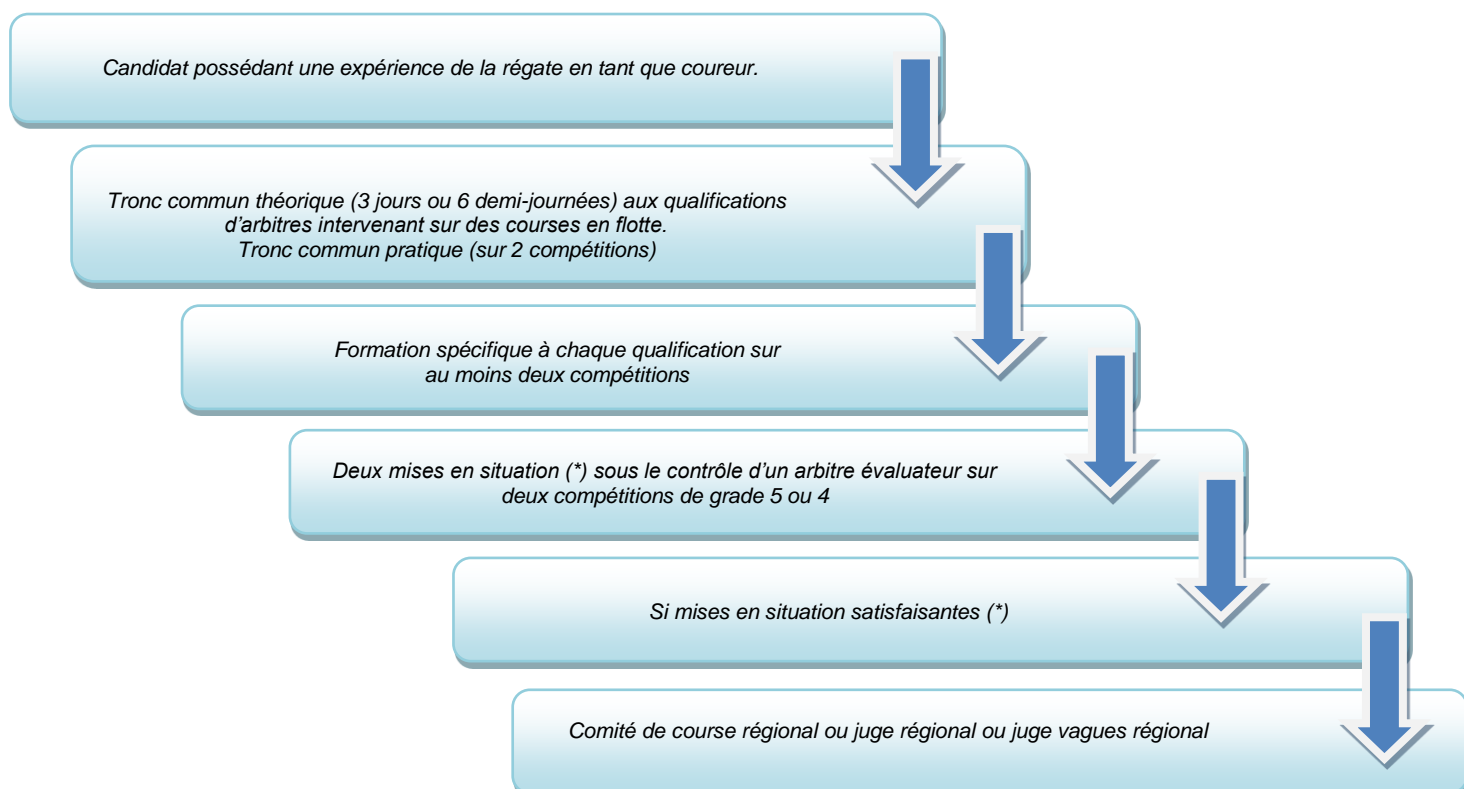 Candidat possédant une expérience de la régate en tant que coureur.
Tronc commun théorique (3 jours ou 6 demi-journées) aux qualifications
d’arbitres intervenant sur des courses en flotte.
Tronc commun pratique (sur 2 compétitions)
Formation spécifique à chaque qualification sur
au moins deux compétitions
Deux mises en situation (*) sous le contrôle d’un arbitre évaluateur sur
deux compétitions de grade 5 ou 4
Si mises en situation satisfaisantes (*)
Comité de course régional ou juge régional ou juge vagues régional